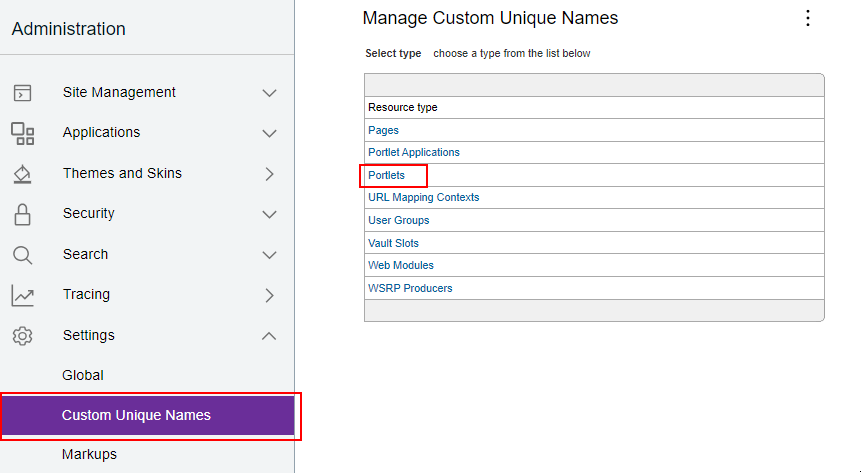 Administration
Site Management
Applications
Themes and Skins
Security
Search
Tracing
Settings
Global
Custom Unique Names
Markups
Manage Custom Unique Names
Select type choose a type from the list below
Resource type
Pages
Portlet Applications
Portlets
URL Mapping Contexts
User Groups
Vault Slots
Web Modules
WSRP Producers